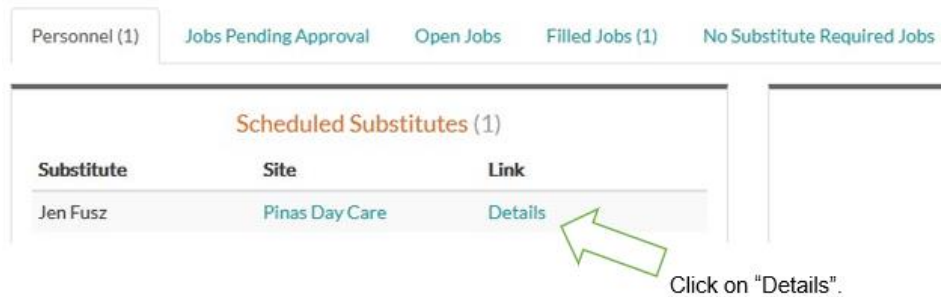 Personnel (1) Jobs Pending Approval Open Jobs Filled Jobs (1) No Substitute Required Jobs
Scheduled Substitutes (1)
Substitute Site Link
Jen Fusz Pinas Day Care Details
Click on "Details".